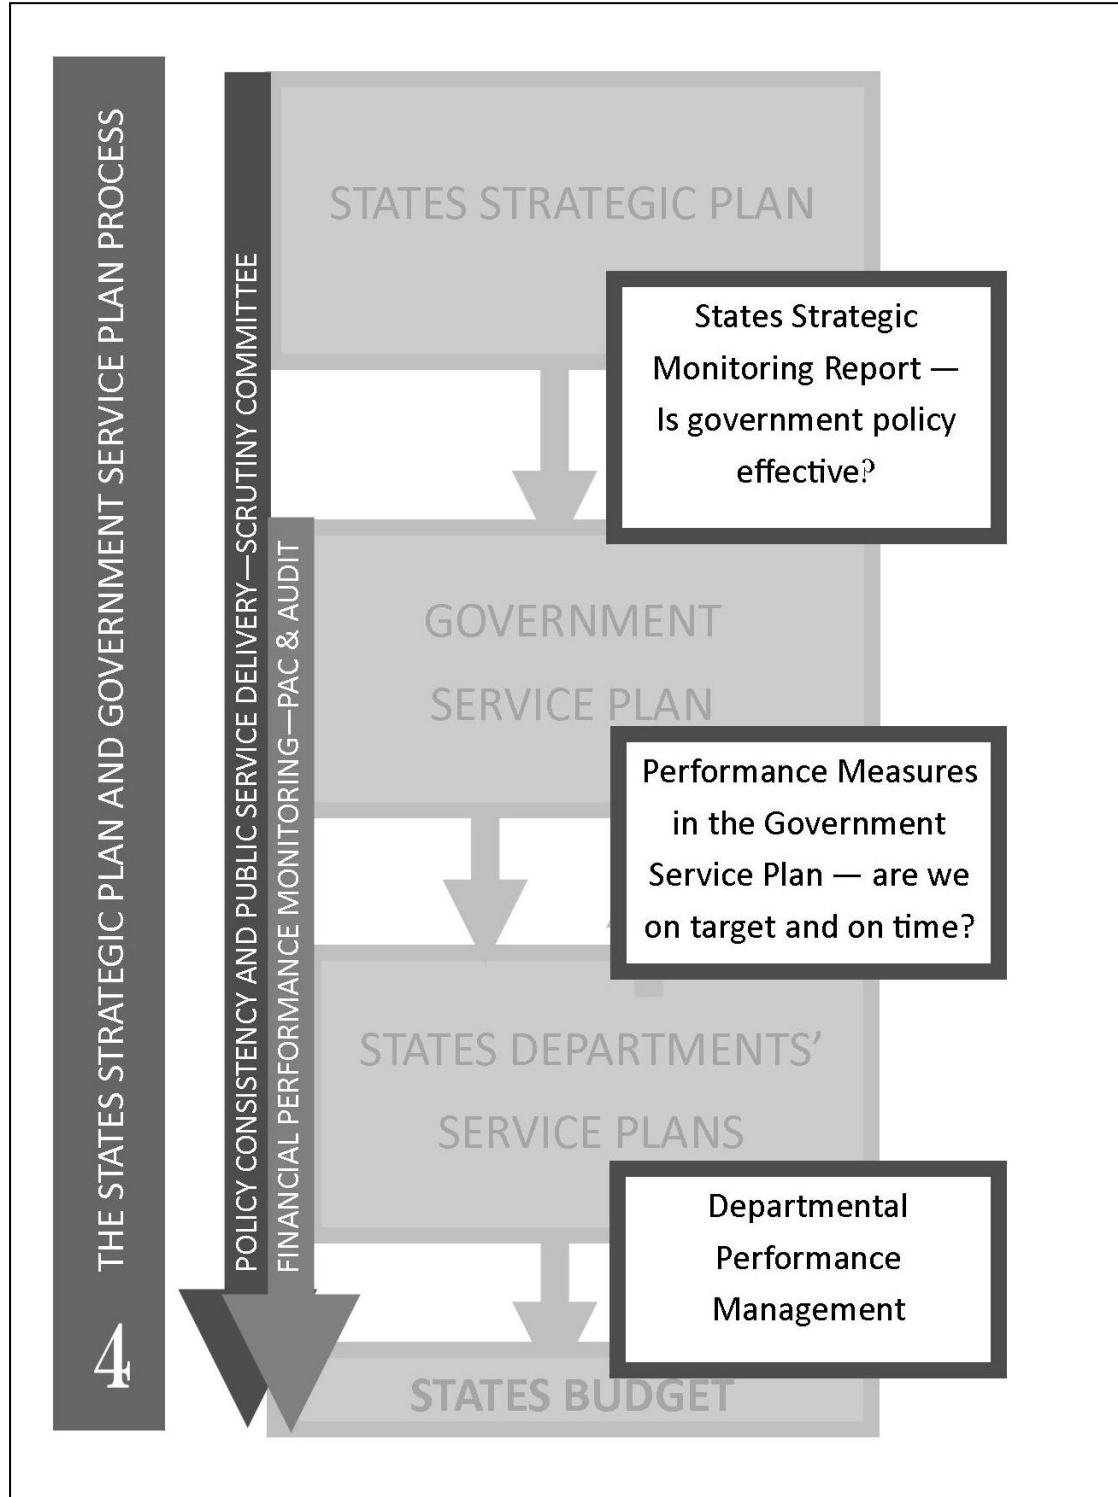 THE STATES STRATEGIC PLAN AND GOVERNMENT SERVICE PLAN PROCESS
4
POLICY CONSISTENCY AND PUBLIC SERVICE DELIVERY—SCRUTINY COMMITTEE
FINANCIAL PERFORMANCE MONITORING—PAC & AUDIT
STATES STRATEGIC PLAN
States Strategic
Monitoring Report —
Is government policy
effective?
GOVERNMENT
SERVICE PLAN
Performance Measures
in the Government
Service Plan — are we
on target and on time?
STATES DEPARTMENTS’
SERVICE PLANS
Departmental
Performance
Management
STATES BUDGET